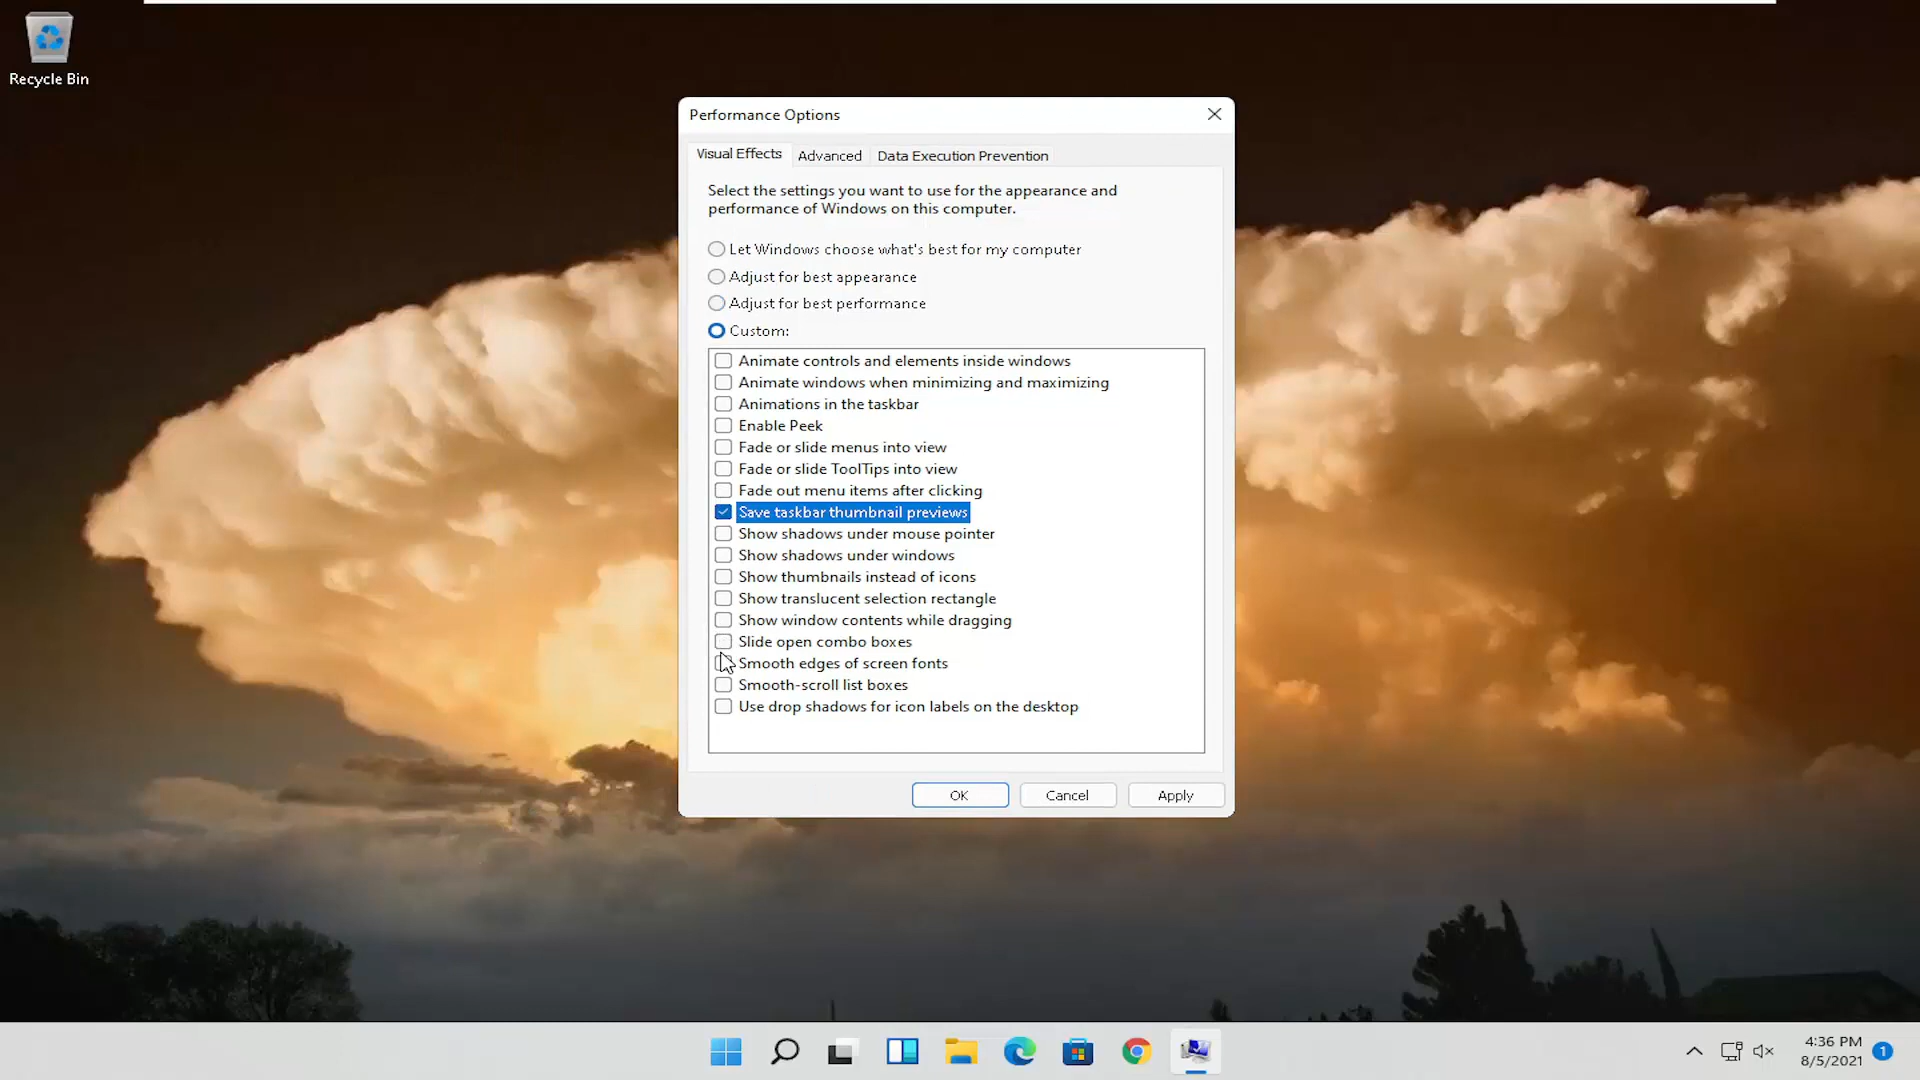 Recycle Bin
Performance Options
Visual Effects
Advanced
Data Execution Prevention
Select the settings you want to use for the appearance and
performance of Windows on this computer.
Let Windows choose what's best for my computer
Adjust for best appearance
Adjust for best performance
Custom:
Animate controls and elements inside windows
Animate windows when minimizing and maximizing
Animations in the taskbar
Enable Peek
Fade or slide menus into view
Fade or slide ToolTips into view
Fade out menu items after clicking
Save taskbar thumbnail previews
Show shadows under mouse pointer
Show shadows under windows
Show thumbnails instead of icons
Show translucent selection rectangle
Show window contents while dragging
Slide open combo boxes
Smooth edges of screen fonts
Smooth-scroll list boxes
Use drop shadows for icon labels on the desktop
OK
Cancel
Apply
4:36 PM
8/5/2021
1